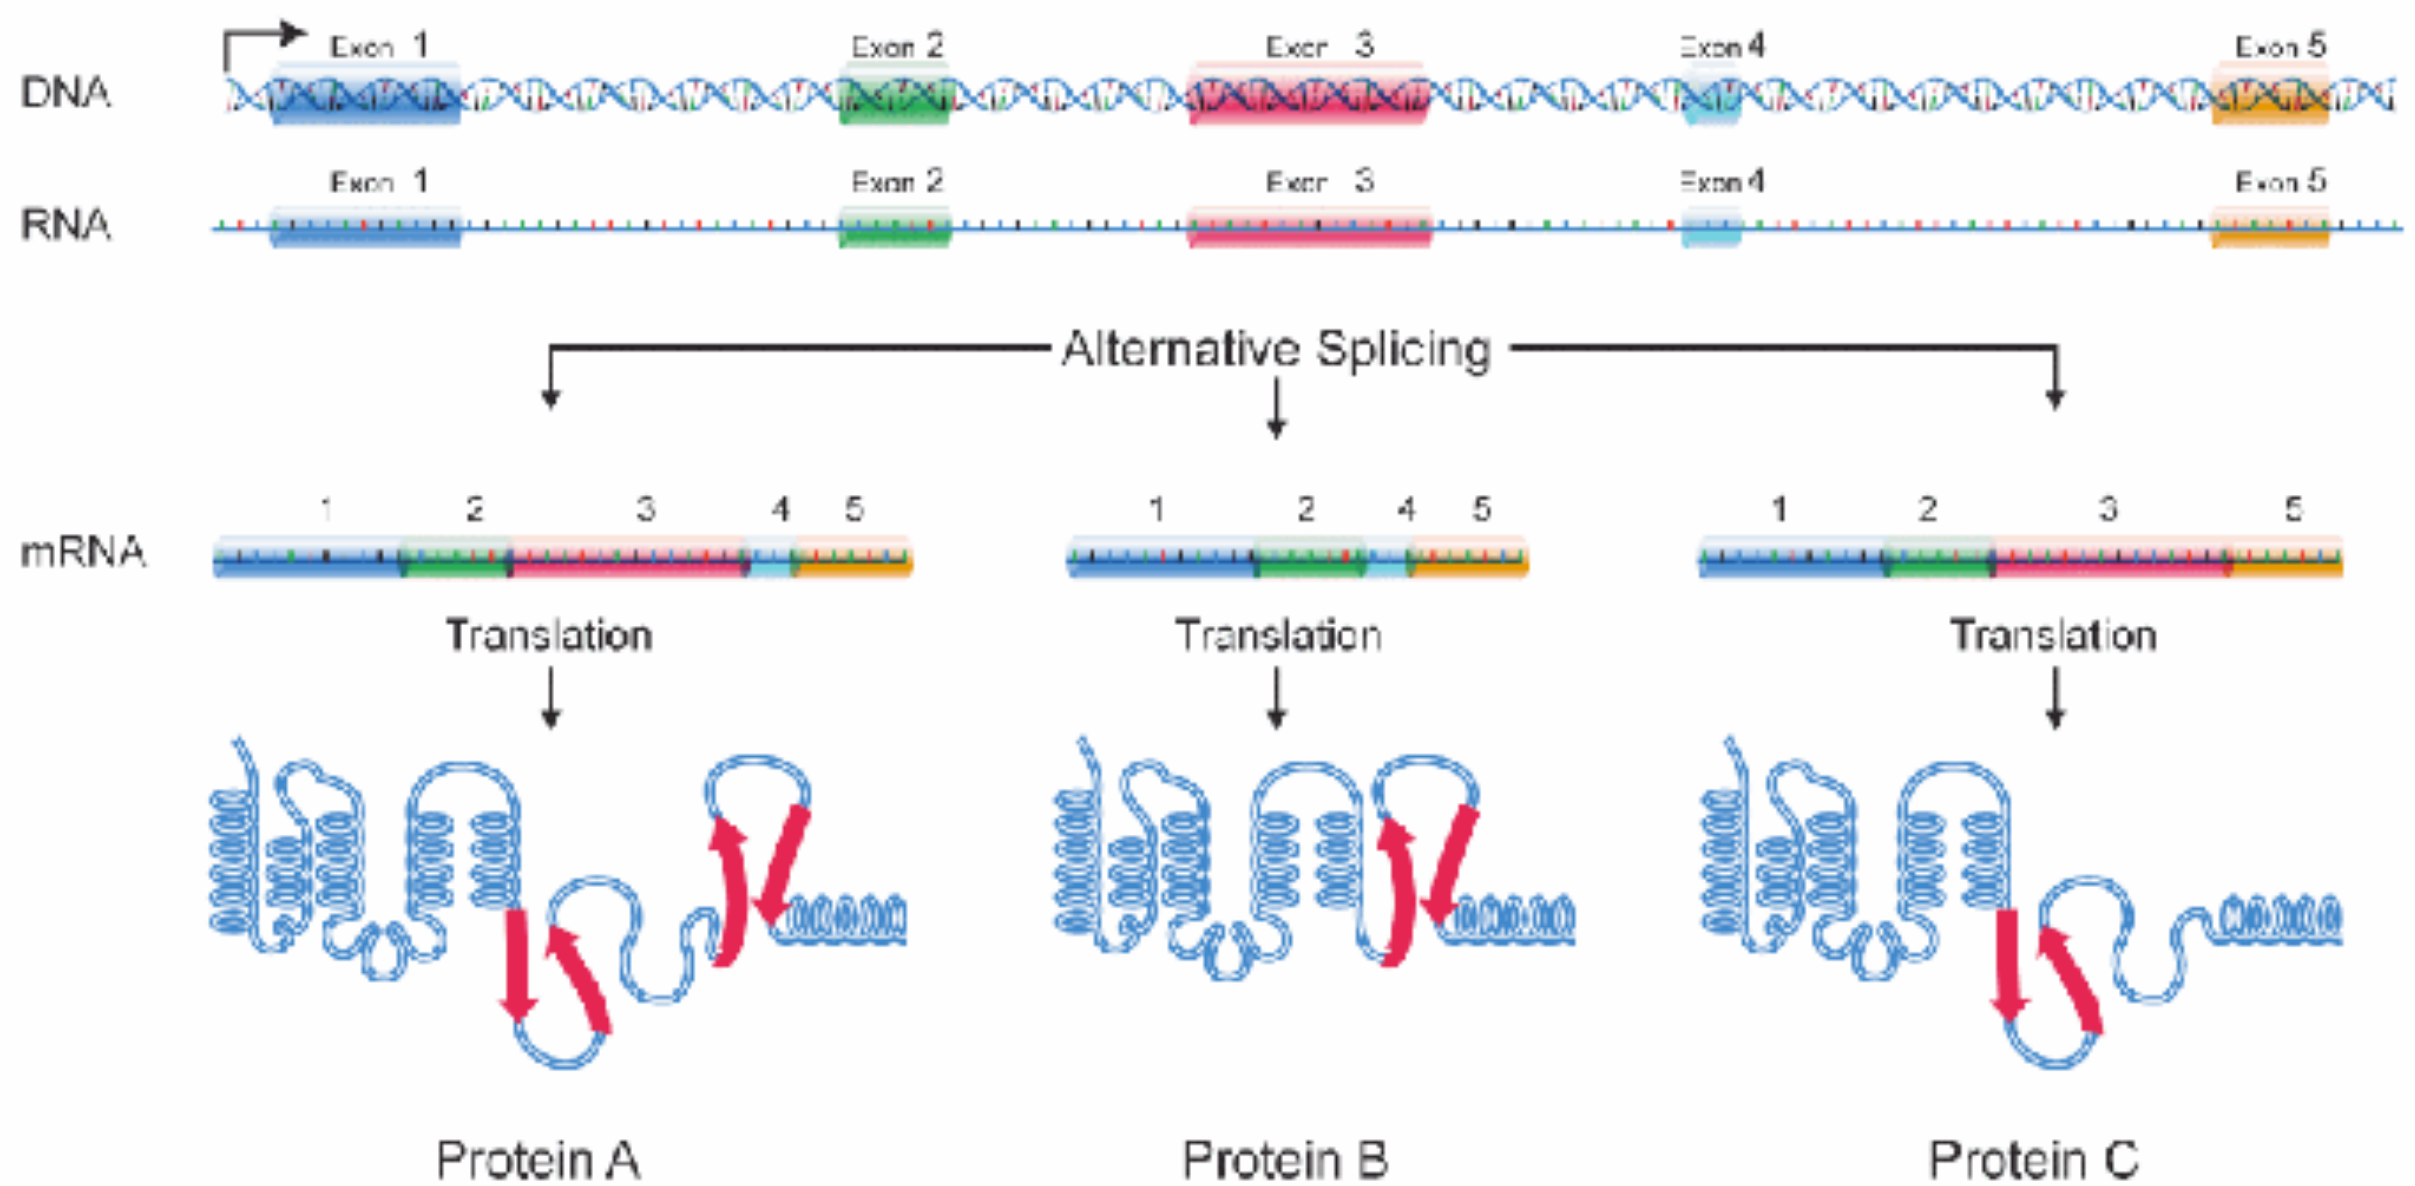 Exon 1 Exon 2 Exon 3 Exon 4 Exon 5
DNA
Exon 1 Exon 2 Exon 3 Exon 4 Exon 5
RNA
Alternative Splicing
1 2 3 4 5 1 2 4 5 1 2 3 5
mRNA
Translation Translation Translation
Protein A Protein B Protein C